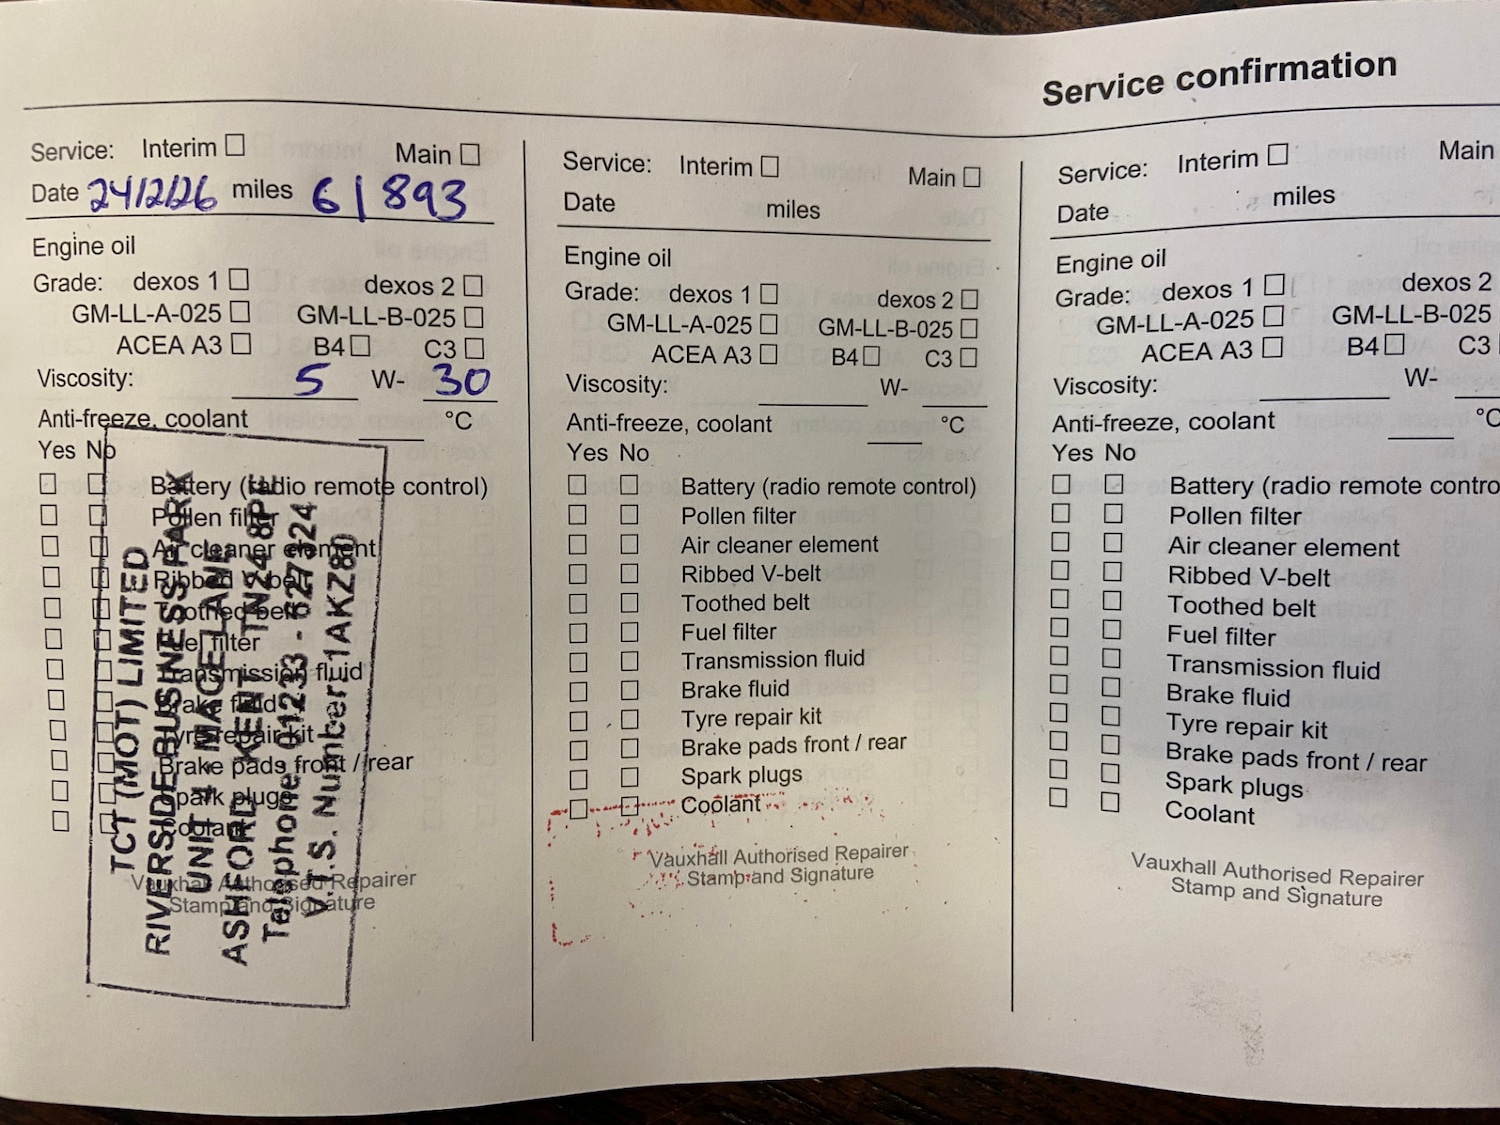 Service confirmation
Service: Interim ☐ Main ☐
Date 24/2/26 miles 61893
Engine oil
Grade: dexos 1 ☐ dexos 2 ☐
GM-LL-A-025 ☐ GM-LL-B-025 ☐
ACEA A3 ☐ B4 ☐ C3 ☐
Viscosity: 5 W- 30
Anti-freeze, coolant °C
Yes No
☐ ☐ Battery (radio remote control)
☐ ☐ Pollen filter
☐ ☐ Air cleaner element
☐ ☐ Ribbed V-belt
☐ ☐ Toothed belt
☐ ☐ Fuel filter
☐ ☐ Transmission fluid
☐ ☐ Brake fluid
☐ ☐ Tyre repair kit
☐ ☐ Brake pads front / rear
☐ ☐ Spark plugs
☐ ☐ Coolant
Vauxhall Authorised Repairer
Stamp and Signature
TCT (MOT) LIMITED
RIVERSIDE BUSINESS PARK
UNIT 1, MACE LANE
ASHFORD KENT TN24 8PE
Telephone 01233 - 627324
V.T.S. Number: 1AKZ80
Service: Interim ☐ Main ☐
Date miles
Engine oil
Grade: dexos 1 ☐ dexos 2 ☐
GM-LL-A-025 ☐ GM-LL-B-025 ☐
ACEA A3 ☐ B4 ☐ C3 ☐
Viscosity: W-
Anti-freeze, coolant °C
Yes No
☐ ☐ Battery (radio remote control)
☐ ☐ Pollen filter
☐ ☐ Air cleaner element
☐ ☐ Ribbed V-belt
☐ ☐ Toothed belt
☐ ☐ Fuel filter
☐ ☐ Transmission fluid
☐ ☐ Brake fluid
☐ ☐ Tyre repair kit
☐ ☐ Brake pads front / rear
☐ ☐ Spark plugs
☐ ☐ Coolant
Vauxhall Authorised Repairer
Stamp and Signature
Service: Interim ☐ Main
Date miles
Engine oil
Grade: dexos 1 ☐ dexos 2
GM-LL-A-025 ☐ GM-LL-B-025
ACEA A3 ☐ B4 ☐ C3
Viscosity: W-
Anti-freeze, coolant °C
Yes No
☐ ☐ Battery (radio remote contro
☐ ☐ Pollen filter
☐ ☐ Air cleaner element
☐ ☐ Ribbed V-belt
☐ ☐ Toothed belt
☐ ☐ Fuel filter
☐ ☐ Transmission fluid
☐ ☐ Brake fluid
☐ ☐ Tyre repair kit
☐ ☐ Brake pads front / rear
☐ ☐ Spark plugs
☐ ☐ Coolant
Vauxhall Authorised Repairer
Stamp and Signature